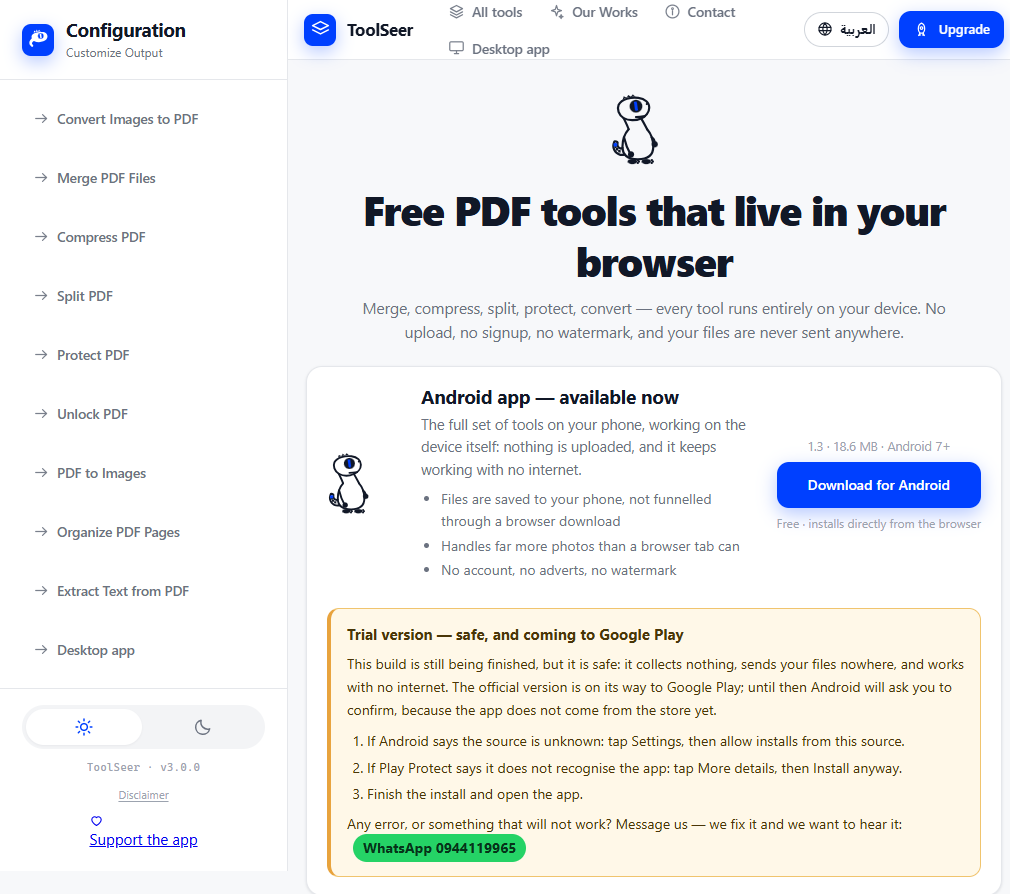 Configuration
Customize Output
Convert Images to PDF
Merge PDF Files
Compress PDF
Split PDF
Protect PDF
Unlock PDF
PDF to Images
Organize PDF Pages
Extract Text from PDF
Desktop app
ToolSeer · v3.0.0
Disclaimer
Support the app
ToolSeer
All tools
Our Works
Contact
Desktop app
العربية
Upgrade
Free PDF tools that live in your
browser
Merge, compress, split, protect, convert — every tool runs entirely on your device. No
upload, no signup, no watermark, and your files are never sent anywhere.
Android app — available now
The full set of tools on your phone, working on the
device itself: nothing is uploaded, and it keeps
working with no internet.
• Files are saved to your phone, not funnelled
through a browser download
• Handles far more photos than a browser tab can
• No account, no adverts, no watermark
1.3 · 18.6 MB · Android 7+
Download for Android
Free · installs directly from the browser
Trial version — safe, and coming to Google Play
This build is still being finished, but it is safe: it collects nothing, sends your files nowhere, and works
with no internet. The official version is on its way to Google Play; until then Android will ask you to
confirm, because the app does not come from the store yet.
1. If Android says the source is unknown: tap Settings, then allow installs from this source.
2. If Play Protect says it does not recognise the app: tap More details, then Install anyway.
3. Finish the install and open the app.
Any error, or something that will not work? Message us — we fix it and we want to hear it:
WhatsApp 0944119965